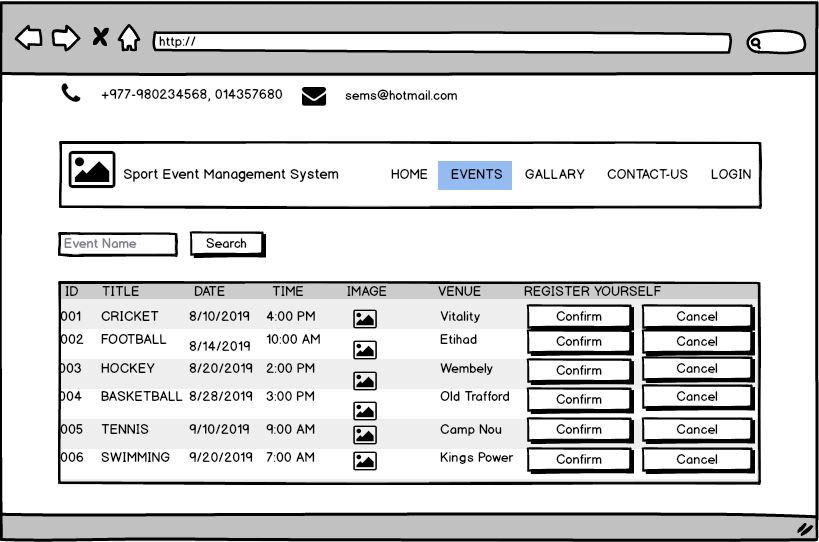 http://
+977-980234568, 014357680 sems@hotmail.com
Sport Event Management System HOME EVENTS GALLARY CONTACT-US LOGIN
Event Name Search
ID TITLE DATE TIME IMAGE VENUE REGISTER YOURSELF
001 CRICKET 8/10/2019 4:00 PM Vitality Confirm Cancel
002 FOOTBALL 8/14/2019 10:00 AM Etihad Confirm Cancel
003 HOCKEY 8/20/2019 2:00 PM Wembely Confirm Cancel
004 BASKETBALL 8/28/2019 3:00 PM Old Trafford Confirm Cancel
005 TENNIS 9/10/2019 9:00 AM Camp Nou Confirm Cancel
006 SWIMMING 9/20/2019 7:00 AM Kings Power Confirm Cancel